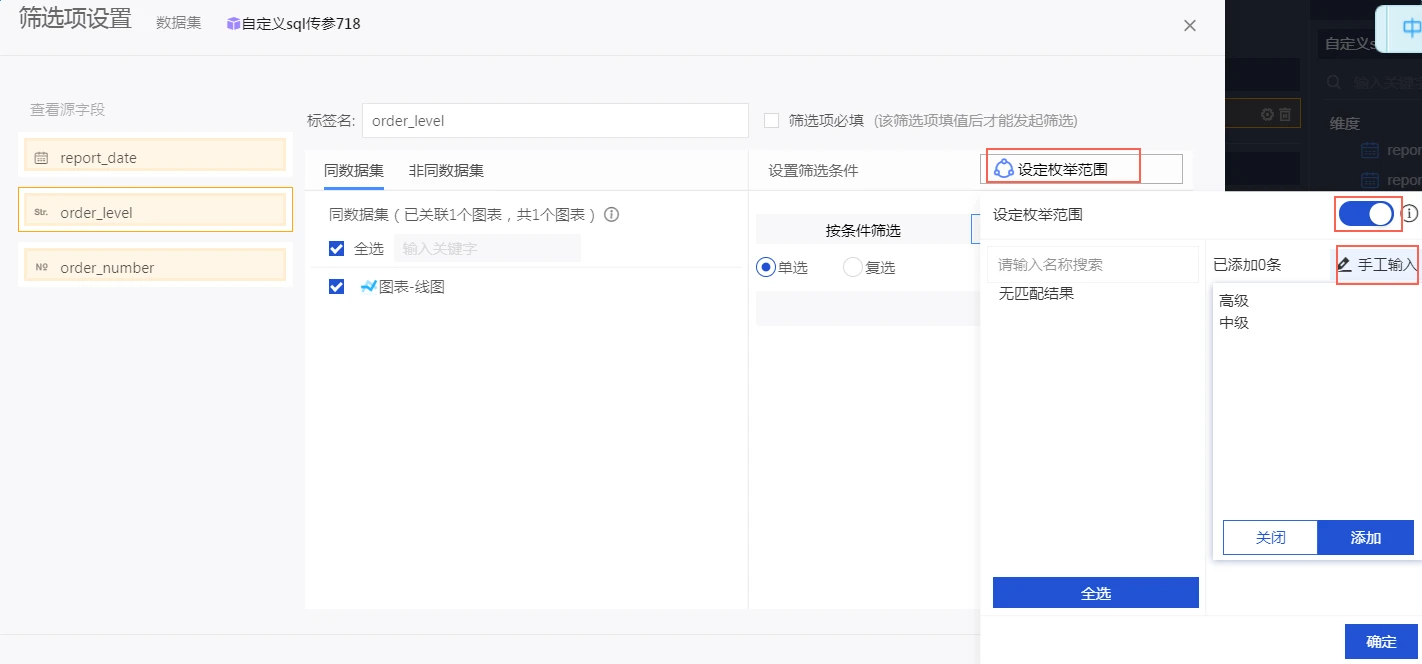 筛选项设置 数据集 自定义sql传参718
查看源字段
report_date
Str. order_level
Nº order_number
标签名: order_level 筛选项必填 (该筛选项填值后才能发起筛选)
同数据集 非同数据集
同数据集 ( 已关联1个图表，共1个图表 )
全选 输入关键字
图表-线图
设置筛选条件 设定枚举范围
按条件筛选
单选 复选
设定枚举范围
请输入名称搜索
无匹配结果
全选
已添加0条 手工输入
高级
中级
关闭 添加
确定
中
自定义s
输入关键字
维度
repor
repor